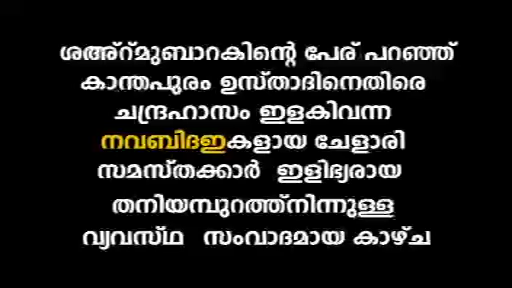 ശഅ്റ്മുബാറകിന്റെ പേര് പറഞ്ഞ്
കാന്തപുരം ഉസ്താദിനെതിരെ
ചന്ദ്രഹാസം ഇളകിവന്ന
നവബിദഇകളായ ചേളാരി
സമസ്തക്കാർ ഇളിഭ്യരായ
തനിയമ്പുറത്ത്നിന്നുള്ള
വ്യവസ്ഥ സംവാദമായ കാഴ്ച